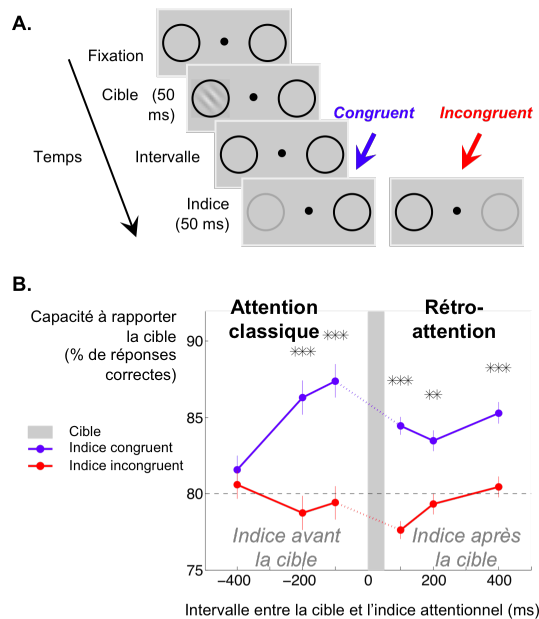 A.
Fixation
Cible (50
ms)
Congruent
Incongruent
Temps
Intervalle
Indice
(50 ms)
B.
Capacité à rapporter
la cible
(% de réponses
correctes)
Attention
classique
Rétro-
attention
***
***
***
**
***
90
85
80
75
Cible
Indice congruent
Indice incongruent
Indice avant
la cible
Indice après
la cible
−400
−200
0
200
400
Intervalle entre la cible et l'indice attentionnel (ms)